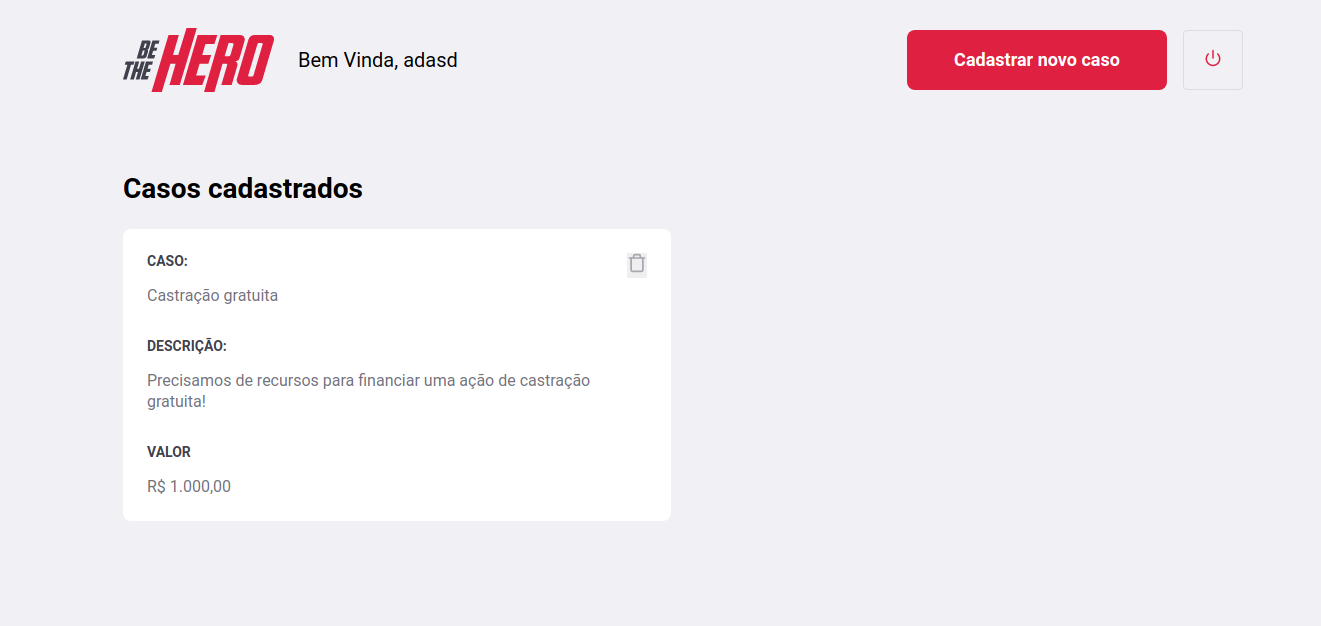 BE
THE HERO
Bem Vinda, adasd
Cadastrar novo caso
Casos cadastrados
CASO:
Castração gratuita
DESCRIÇÃO:
Precisamos de recursos para financiar uma ação de castração
gratuita!
VALOR
R$ 1.000,00